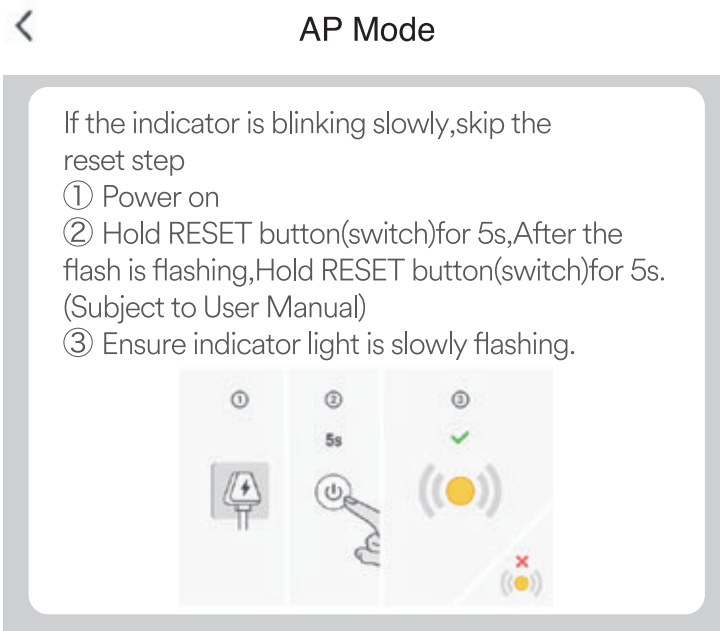 AP Mode
If the indicator is blinking slowly,skip the
reset step
① Power on
② Hold RESET button(switch)for 5s,After the
flash is flashing,Hold RESET button(switch)for 5s.
(Subject to User Manual)
③ Ensure indicator light is slowly flashing.
① ② ③
5s